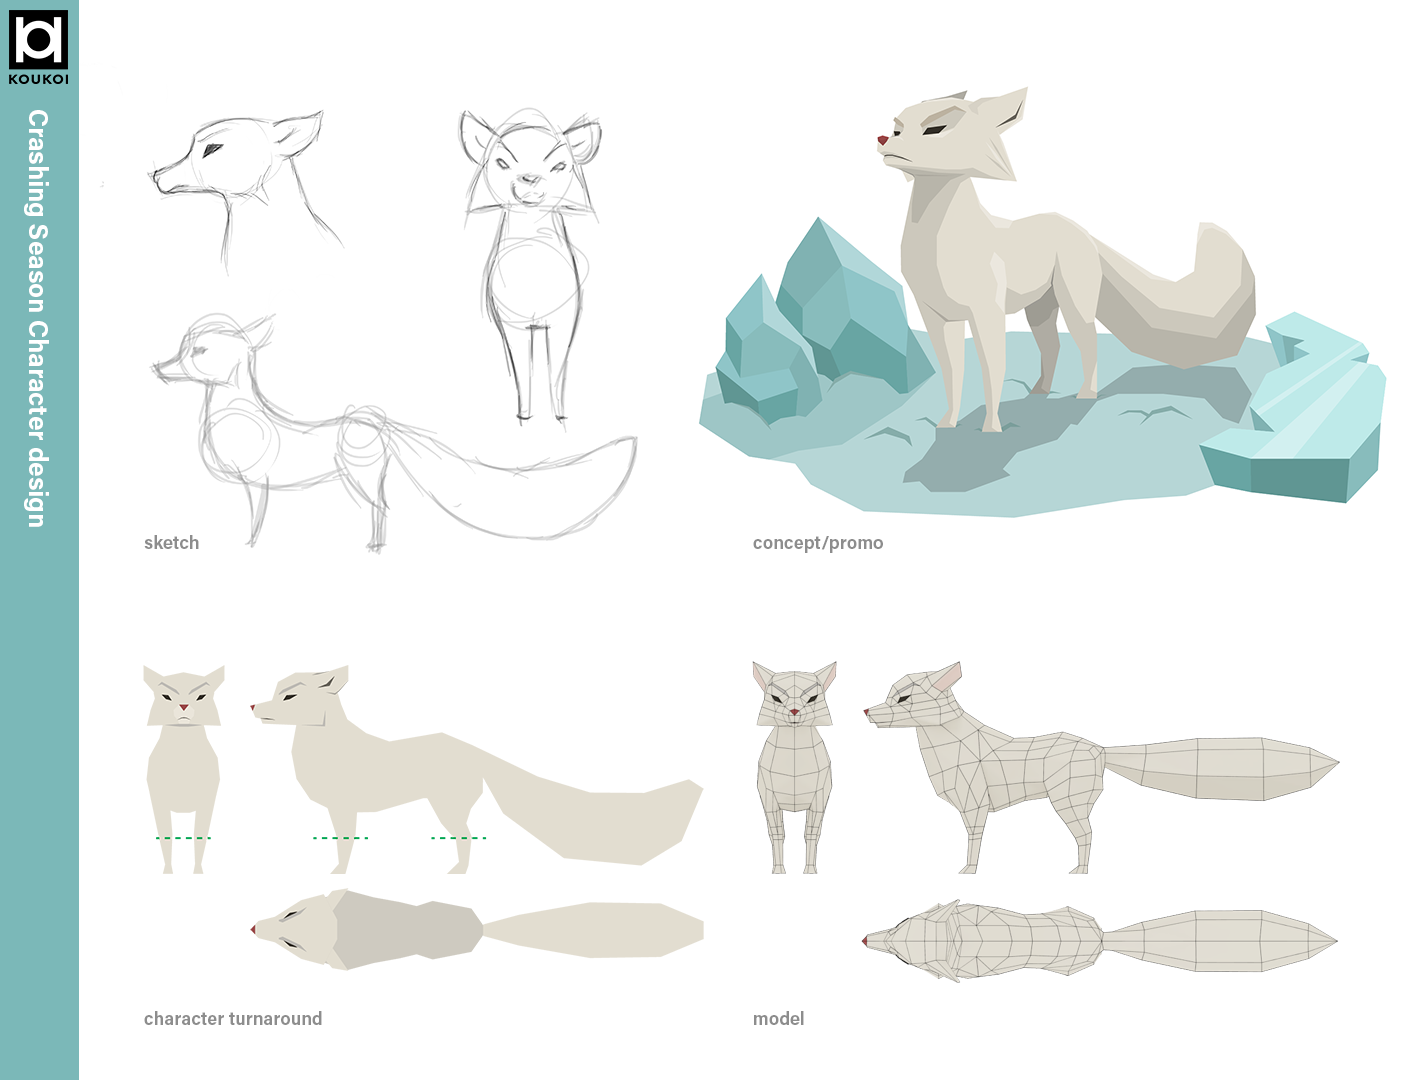 KOUKOI
Crashing Season Character design
sketch
concept/promo
character turnaround
model